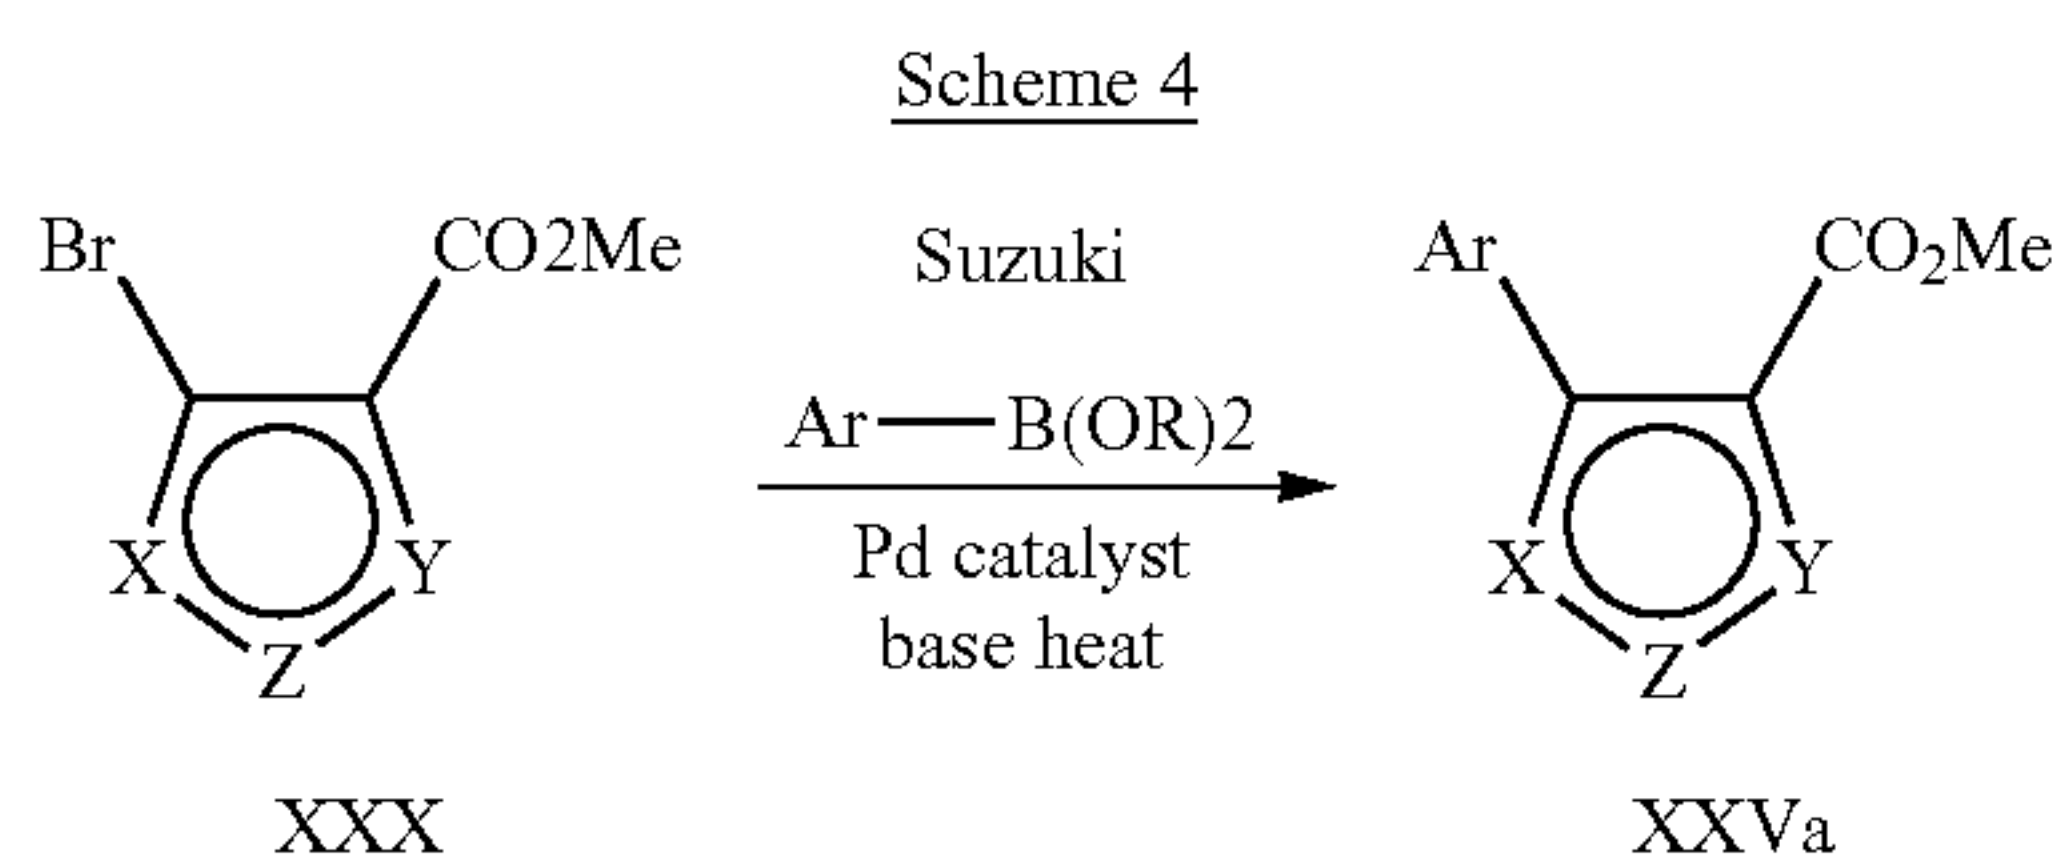 Scheme 4
Br CO2Me
Suzuki
Ar CO₂Me
Ar—B(OR)2
X Y
Z
Pd catalyst
base heat
X Y
Z
XXX
XXVa